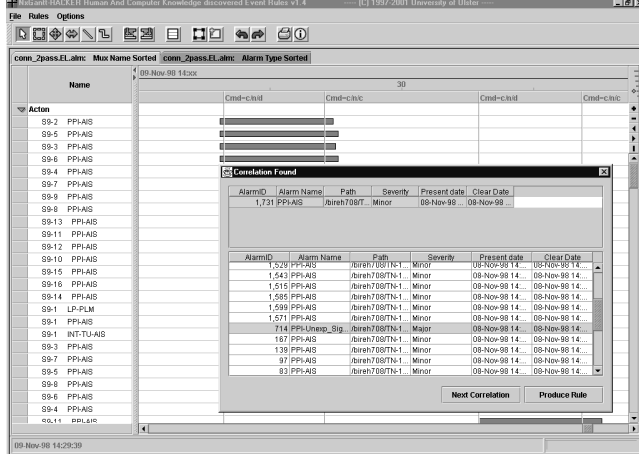 NxGantt-HACKER Human And Computer Knowledge discovered Event Rules v1.4 ----- (C) 1997-2001 University of Ulster -----
File Rules Options
conn_2pass.EL.alm: Mux Name Sorted conn_2pass.EL.alm: Alarm Type Sorted
Name
09-Nov-98 14:xx
30
Cmd=c/n/d Cmd=c/n/c Cmd=c/n/d Cmd=c/n/c
Acton
S9-2 PPI-AIS
S9-5 PPI-AIS
S9-3 PPI-AIS
S9-6 PPI-AIS
S9-4 PPI-AIS
S9-7 PPI-AIS
S9-9 PPI-AIS
S9-8 PPI-AIS
S9-13 PPI-AIS
S9-11 PPI-AIS
S9-12 PPI-AIS
S9-10 PPI-AIS
S9-15 PPI-AIS
S9-16 PPI-AIS
S9-14 PPI-AIS
S9-1 LP-PLM
S9-1 PPI-AIS
S9-1 INT-TU-AIS
S9-3 PPI-AIS
S9-7 PPI-AIS
S9-5 PPI-AIS
S9-8 PPI-AIS
S9-6 PPI-AIS
S9-4 PPI-AIS
S9-11 PPI-AIS
Correlation Found
AlarmID Alarm Name Path Severity Present date Clear Date
1,731 PPI-AIS /bireh708/T... Minor 08-Nov-98 ... 08-Nov-98 ...
AlarmID Alarm Name Path Severity Present date Clear Date
1,529 PPI-AIS /bireh708/TN-1... Minor 08-Nov-98 14:... 08-Nov-98 14:...
1,543 PPI-AIS /bireh708/TN-1... Minor 08-Nov-98 14:... 08-Nov-98 14:...
1,515 PPI-AIS /bireh708/TN-1... Minor 08-Nov-98 14:... 08-Nov-98 14:...
1,585 PPI-AIS /bireh708/TN-1... Minor 08-Nov-98 14:... 08-Nov-98 14:...
1,599 PPI-AIS /bireh708/TN-1... Minor 08-Nov-98 14:... 08-Nov-98 14:...
1,571 PPI-AIS /bireh708/TN-1... Minor 08-Nov-98 14:... 08-Nov-98 14:...
714 PPI-Unexp_Sig... /bireh708/TN-1... Major 08-Nov-98 14:... 08-Nov-98 14:...
167 PPI-AIS /bireh708/TN-1... Minor 08-Nov-98 14:... 08-Nov-98 14:...
139 PPI-AIS /bireh708/TN-1... Minor 08-Nov-98 14:... 08-Nov-98 14:...
97 PPI-AIS /bireh708/TN-1... Minor 08-Nov-98 14:... 08-Nov-98 14:...
83 PPI-AIS /bireh708/TN-1... Minor 08-Nov-98 14:... 08-Nov-98 14:...
Next Correlation Produce Rule
09-Nov-98 14:29:39